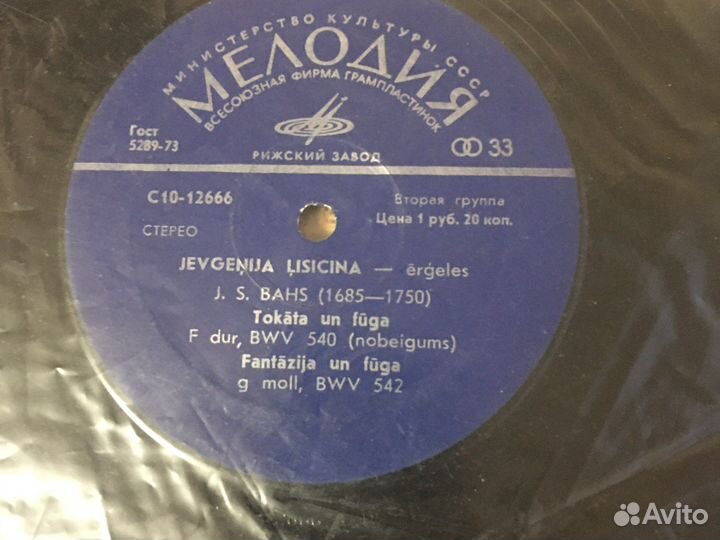 МИНИСТЕРСТВО КУЛЬТУРЫ СССР
МЕЛОДИЯ
ВСЕСОЮЗНАЯ ФИРМА ГРАМПЛАСТИНОК
Гост
5289-73
РИЖСКИЙ ЗАВОД
33
С10-12666
Вторая группа
Цена 1 руб. 20 коп.
СТЕРЕО
JEVGEŅIJA ĻISICINA — ērģeles
J. S. BAHS (1685—1750)
Tokāta un fūga
F dur, BWV 540 (nobeigums)
Fantāzija un fūga
g moll, BWV 542
Avito